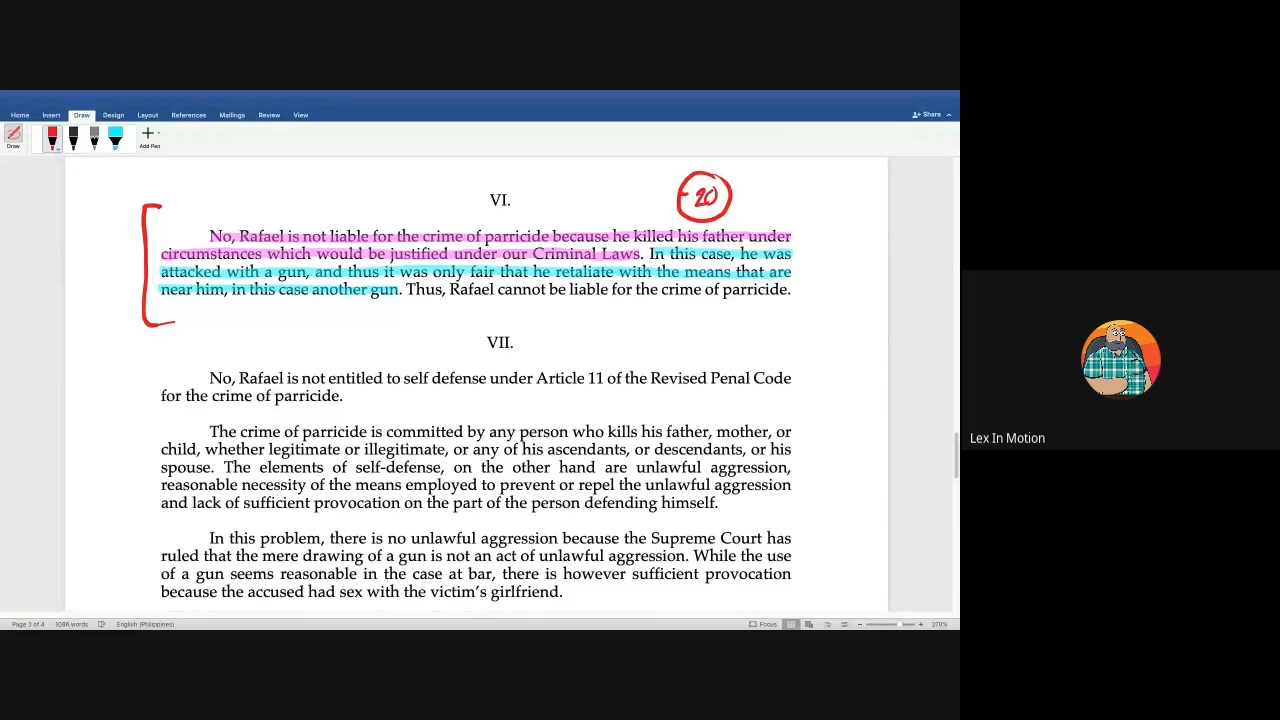 Home Insert Draw Design Layout References Mailings Review View Share
Draw Add Pen
-20
VI.
No, Rafael is not liable for the crime of parricide because he killed his father under
circumstances which would be justified under our Criminal Laws. In this case, he was
attacked with a gun, and thus it was only fair that he retaliate with the means that are
near him, in this case another gun. Thus, Rafael cannot be liable for the crime of parricide.
VII.
No, Rafael is not entitled to self defense under Article 11 of the Revised Penal Code
for the crime of parricide.
The crime of parricide is committed by any person who kills his father, mother, or
child, whether legitimate or illegitimate, or any of his ascendants, or descendants, or his
spouse. The elements of self-defense, on the other hand are unlawful aggression,
reasonable necessity of the means employed to prevent or repel the unlawful aggression
and lack of sufficient provocation on the part of the person defending himself.
In this problem, there is no unlawful aggression because the Supreme Court has
ruled that the mere drawing of a gun is not an act of unlawful aggression. While the use
of a gun seems reasonable in the case at bar, there is however sufficient provocation
because the accused had sex with the victim's girlfriend.
Page 3 of 4 1086 words English (Philippines) Focus 270%
Lex In Motion